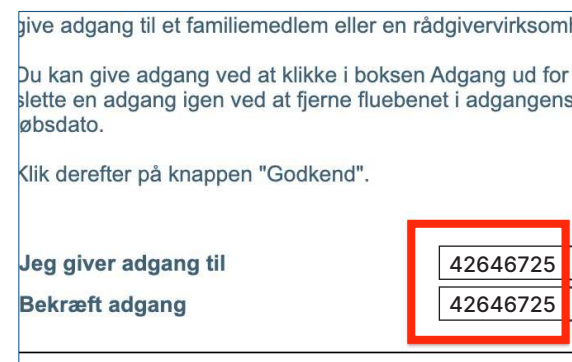 give adgang til et familiemedlem eller en
Du kan give adgang ved at klikke i boksen Adgang ud for
slette en adgang igen ved at fjerne fluebenet i
øbsdato.
Klik derefter på knappen "Godkend".
Jeg giver adgang til 42646725
Bekræft adgang 42646725